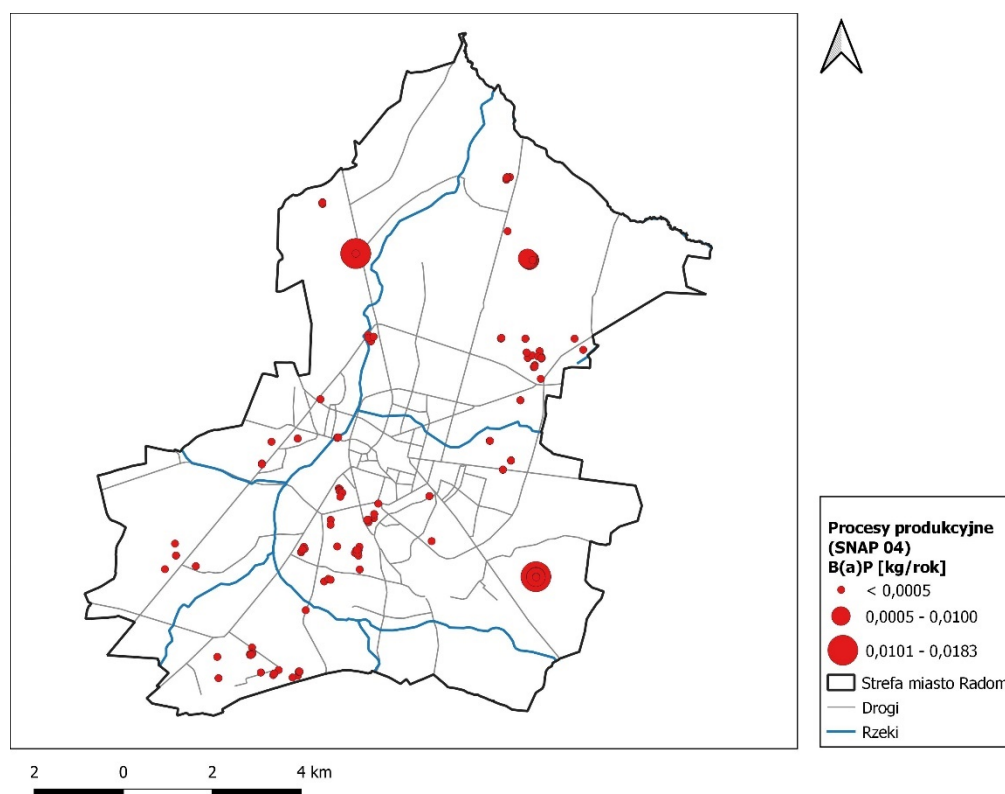 Procesy produkcyjne
(SNAP 04)
B(a)P [kg/rok]
< 0,0005
0,0005 - 0,0100
0,0101 - 0,0183
Strefa miasto Radom
Drogi
Rzeki
2 0 2 4 km